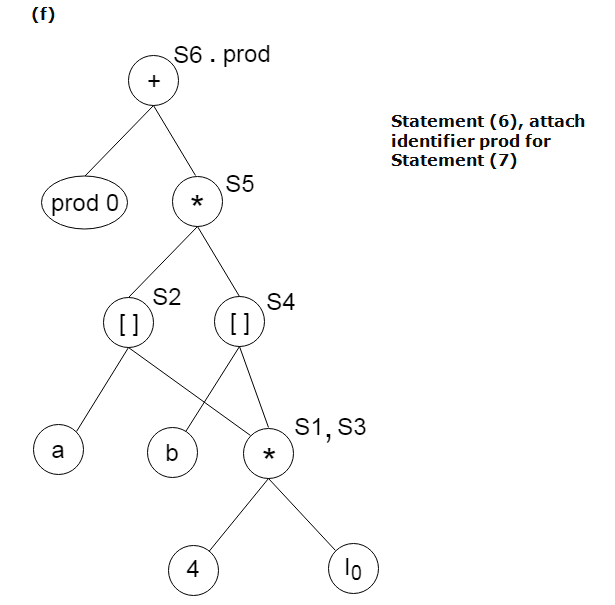 (f)
S6 . prod
+
Statement (6), attach
identifier prod for
Statement (7)
prod 0
*
S5
S2
S4
[ ]
[ ]
S1, S3
a
b
*
4
I0